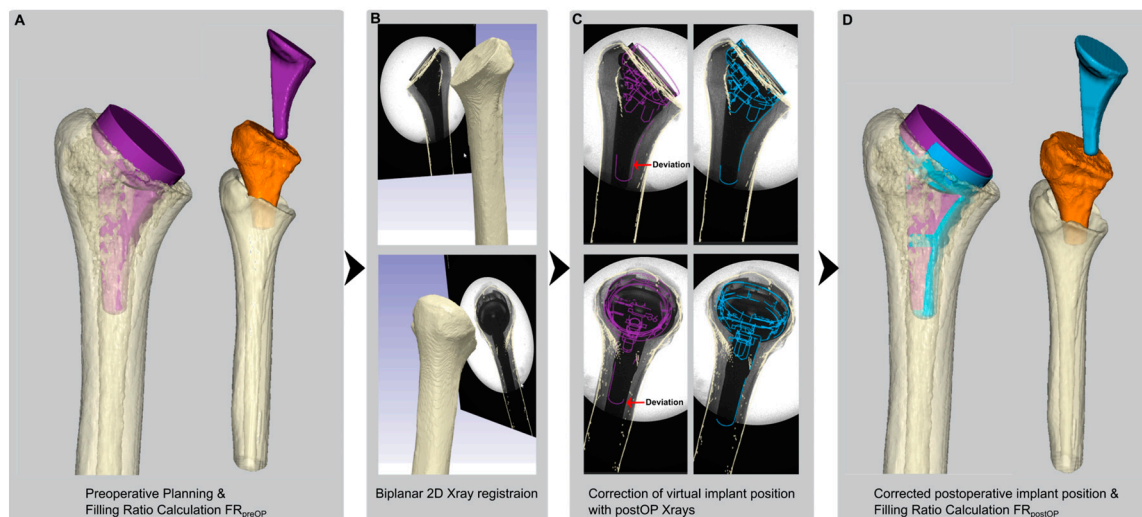 A
B
C
D
Deviation
Deviation
Preoperative Planning &
Filling Ratio Calculation FRpreOP
Biplanar 2D Xray registraion
Correction of virtual implant position
with postOP Xrays
Corrected postoperative implant position &
Filling Ratio Calculation FRpostOP